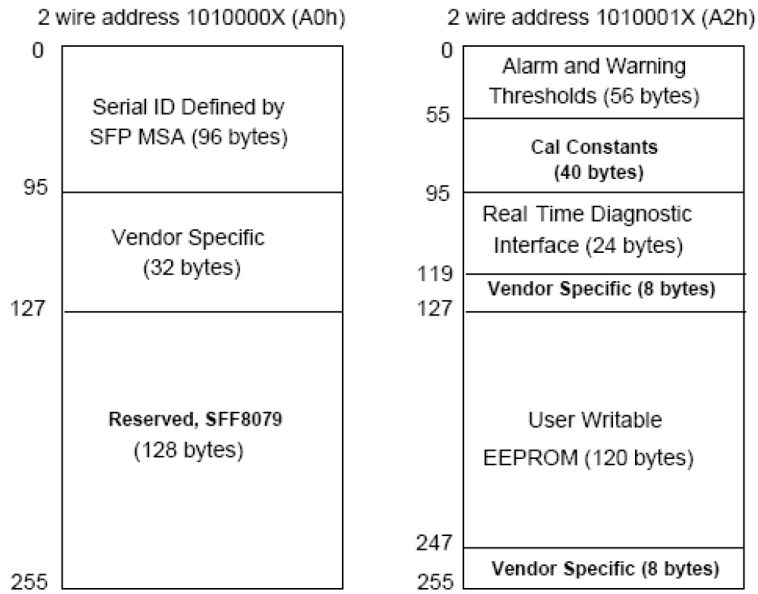 2 wire address 1010000X (A0h)
0
Serial ID Defined by
SFP MSA (96 bytes)
95
Vendor Specific
(32 bytes)
127
Reserved, SFF8079
(128 bytes)
255
2 wire address 1010001X (A2h)
0
Alarm and Warning
Thresholds (56 bytes)
55
Cal Constants
(40 bytes)
95
Real Time Diagnostic
Interface (24 bytes)
119
Vendor Specific (8 bytes)
127
User Writable
EEPROM (120 bytes)
247
Vendor Specific (8 bytes)
255